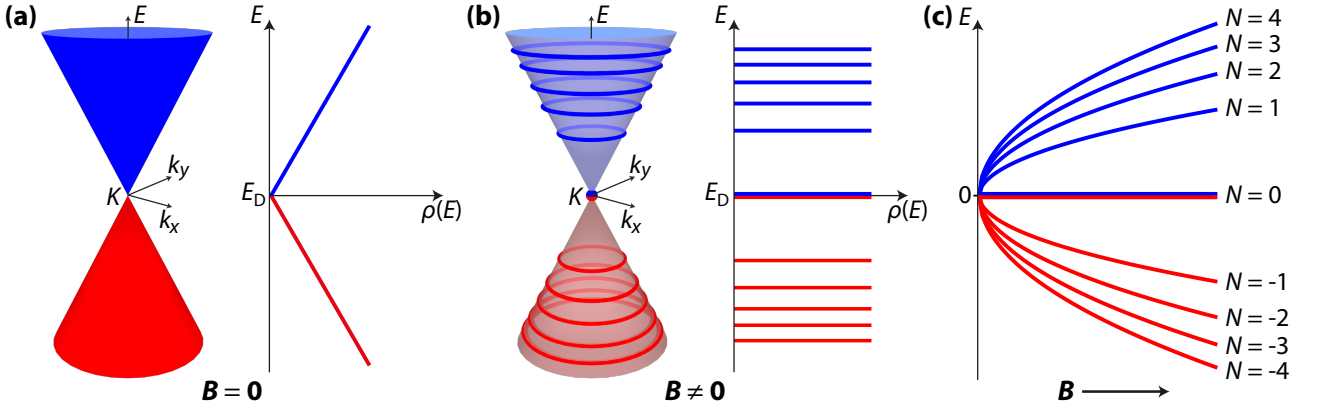 (a)
E
K
k_y
k_x
E
E_D
ρ(E)
B = 0
(b)
E
k_y
K
k_x
E
E_D
ρ(E)
B ≠ 0
(c)
E
0
N = 4
N = 3
N = 2
N = 1
N = 0
N = -1
N = -2
N = -3
N = -4
B